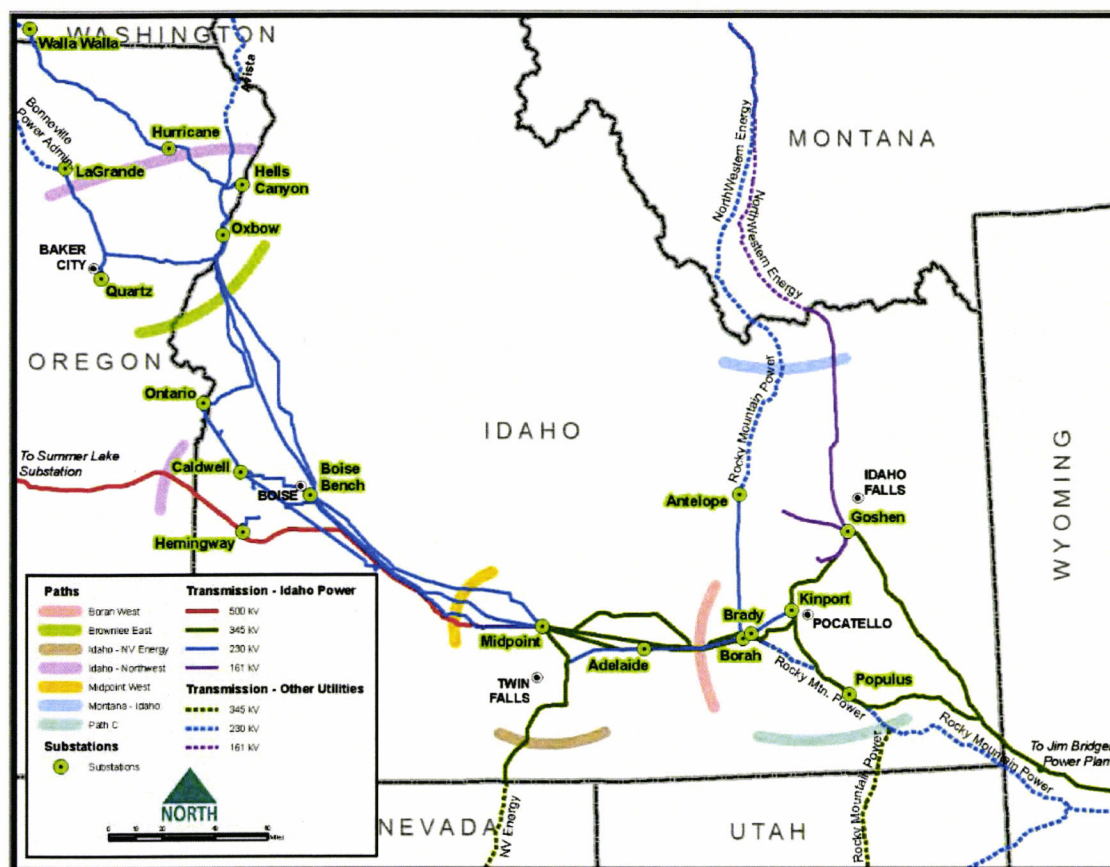 WASHINGTON
Walla Walla
Avista
Bonneville
Power Admin
Hurricane
LaGrande
Hells
Canyon
Oxbow
BAKER
CITY
Quartz
OREGON
Ontario
To Summer Lake
Substation
Caldwell
BOISE
Boise
Bench
Hemingway
IDAHO
MONTANA
NorthWestern Energy
NorthWestern Energy
Rocky Mountain Power
WYOMING
Antelope
IDAHO
FALLS
Goshen
Kinport
POCATELLO
Brady
Borah
Midpoint
Adelaide
TWIN
FALLS
Rocky Mtn. Power
Populus
Rocky Mountain Power
To Jim Bridger
Power Plant
Rocky Mountain Power
NV Energy
NEVADA
UTAH
Paths
Boran West
Brownlee East
Idaho - NV Energy
Idaho - Northwest
Midpoint West
Montana - Idaho
Path C
Substations
Substations
Transmission - Idaho Power
500 kV
345 kV
230 kV
161 kV
Transmission - Other Utilities
345 kV
230 kV
161 kV
NORTH
0
Miles